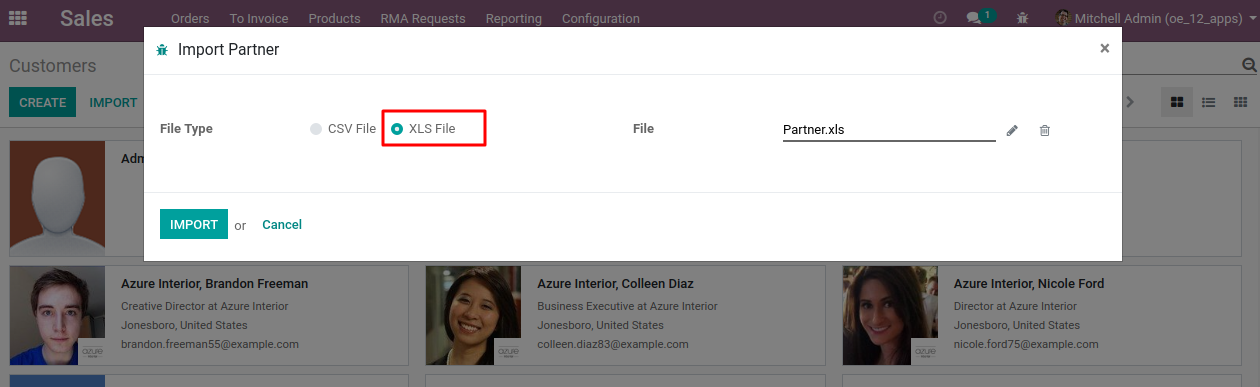 Sales Orders To Invoice Products RMA Requests Reporting Configuration 1 Mitchell Admin (oe_12_apps)
Import Partner ×
Customers
CREATE IMPORT
File Type CSV File XLS File File Partner.xls
Adm
IMPORT or Cancel
Azure Interior, Brandon Freeman
Creative Director at Azure Interior
Jonesboro, United States
brandon.freeman55@example.com
azure
Azure Interior, Colleen Diaz
Business Executive at Azure Interior
Jonesboro, United States
colleen.diaz83@example.com
azure
Azure Interior, Nicole Ford
Director at Azure Interior
Jonesboro, United States
nicole.ford75@example.com
azure